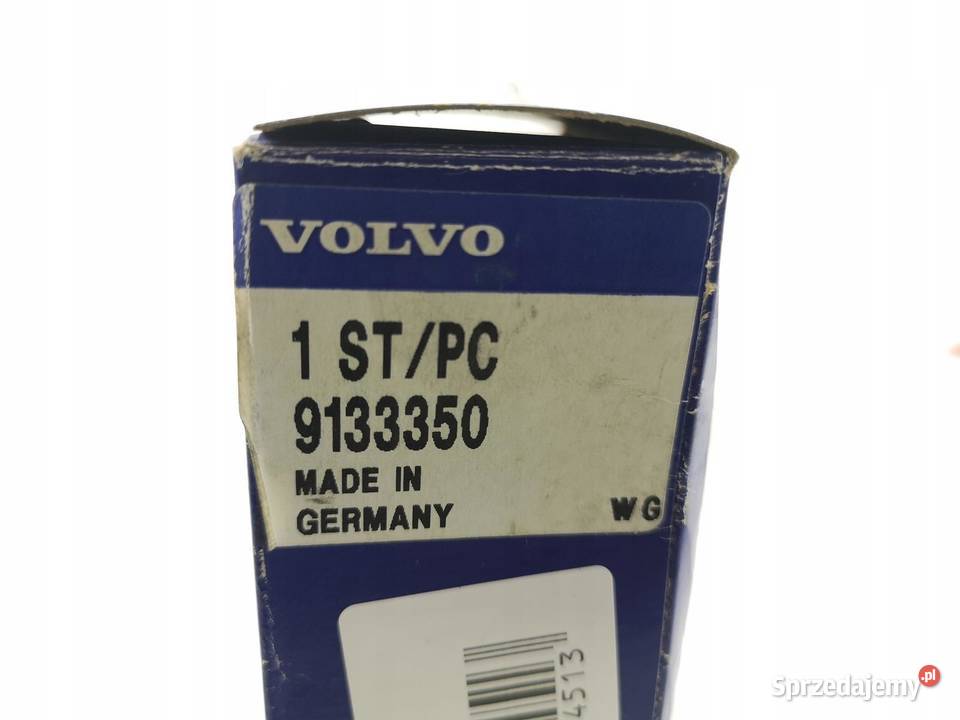 VOLVO
1 ST/PC
9133350
MADE IN
GERMANY
WG
4513
Sprzedajemy.pl